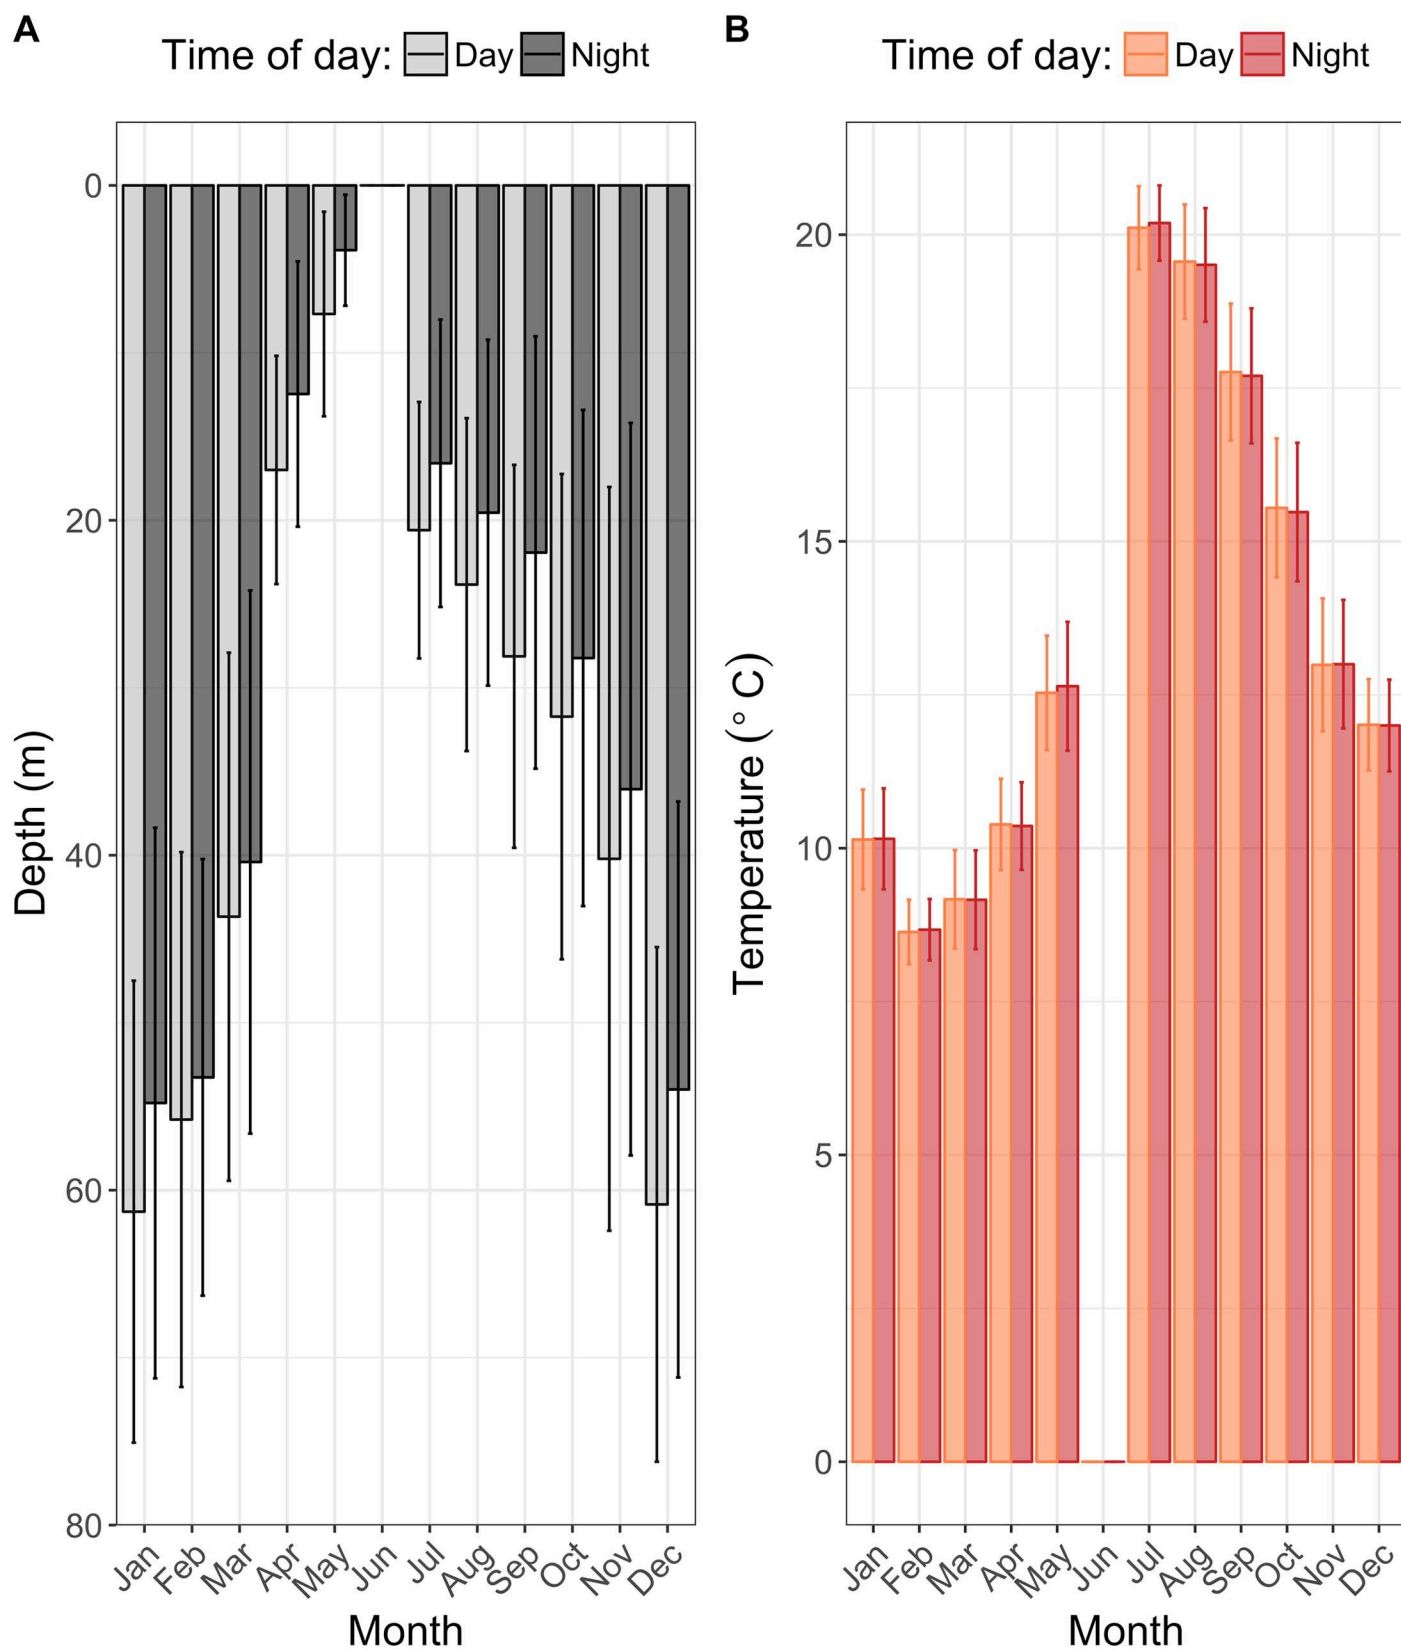 A
Time of day: Day Night
0
20
40
60
80
Depth (m)
Jan Feb Mar Apr May Jun Jul Aug Sep Oct Nov Dec
Month
B
Time of day: Day Night
20
15
10
5
0
Temperature (° C)
Jan Feb Mar Apr May Jun Jul Aug Sep Oct Nov Dec
Month